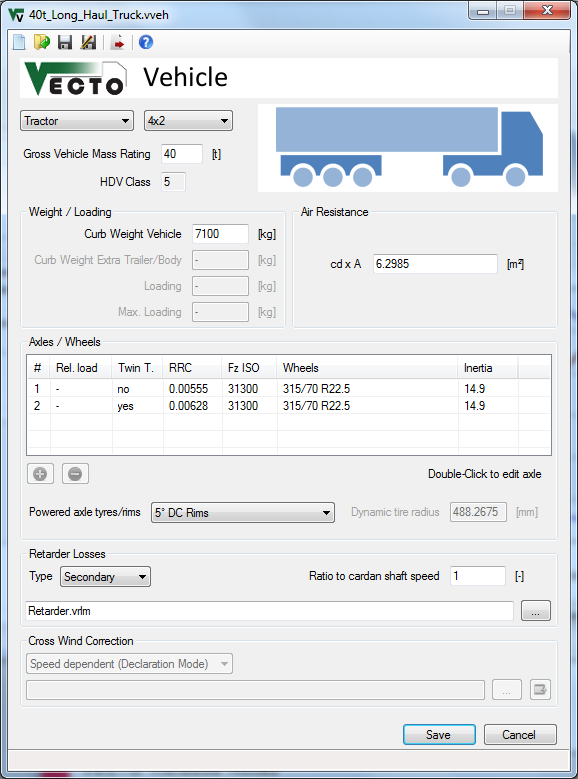 40t_Long_Haul_Truck.vveh
VECTO Vehicle
Tractor 4x2
Gross Vehicle Mass Rating 40 [t]
HDV Class 5
Weight / Loading
Curb Weight Vehicle 7100 [kg]
Curb Weight Extra Trailer/Body - [kg]
Loading - [kg]
Max. Loading - [kg]
Air Resistance
cd x A 6.2985 [m²]
Axles / Wheels
# Rel. load Twin T. RRC Fz ISO Wheels Inertia
1 - no 0.00555 31300 315/70 R22.5 14.9
2 - yes 0.00628 31300 315/70 R22.5 14.9
Double-Click to edit axle
Powered axle tyres/rims 5° DC Rims Dynamic tire radius 488.2675 [mm]
Retarder Losses
Type Secondary Ratio to cardan shaft speed 1 [-]
Retarder.vrlm ...
Cross Wind Correction
Speed dependent (Declaration Mode)
...
Save Cancel